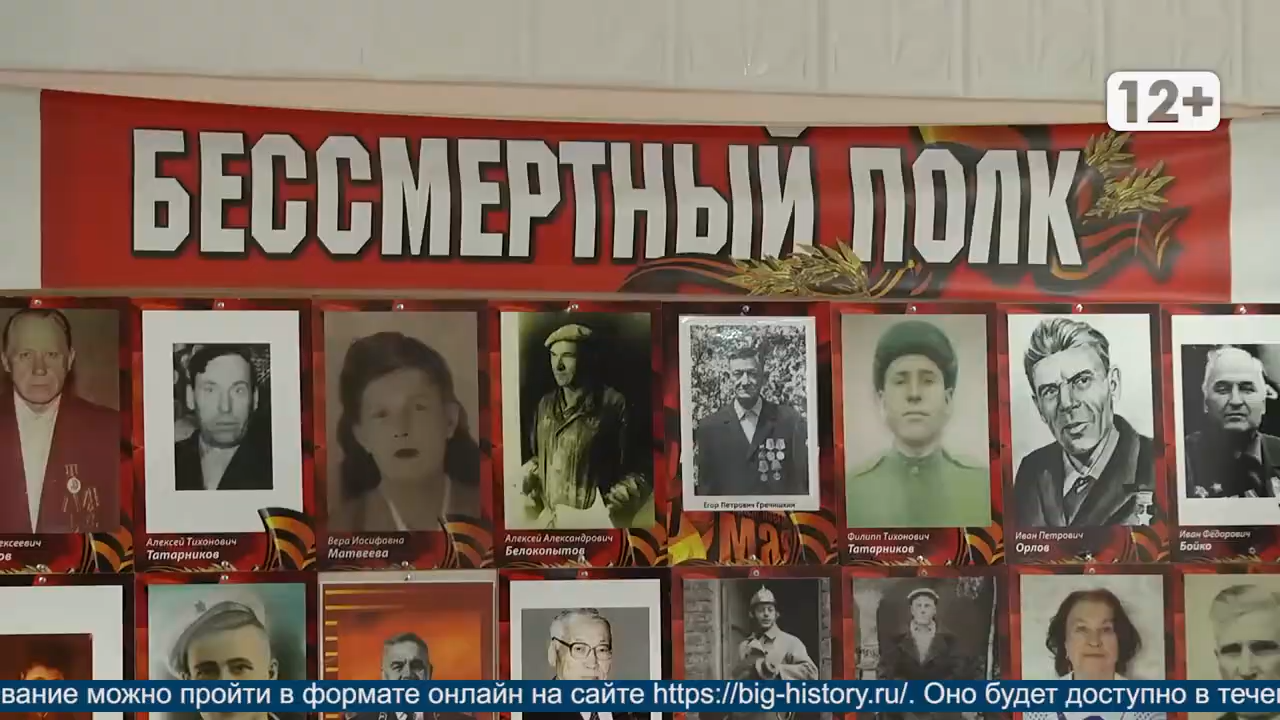 12+
БЕССМЕРТНЫЙ ПОЛК
Алексей Тихонович
Татарников
Вера Иосифовна
Матвеева
Алексей Александрович
Белокопытов
Егор Петрович Гречишкин
Филипп Тихонович
Татарников
Иван Петрович
Орлов
Иван Фёдорович
Бойко
вание можно пройти в формате онлайн на сайте https://big-history.ru/. Оно будет доступно в тече